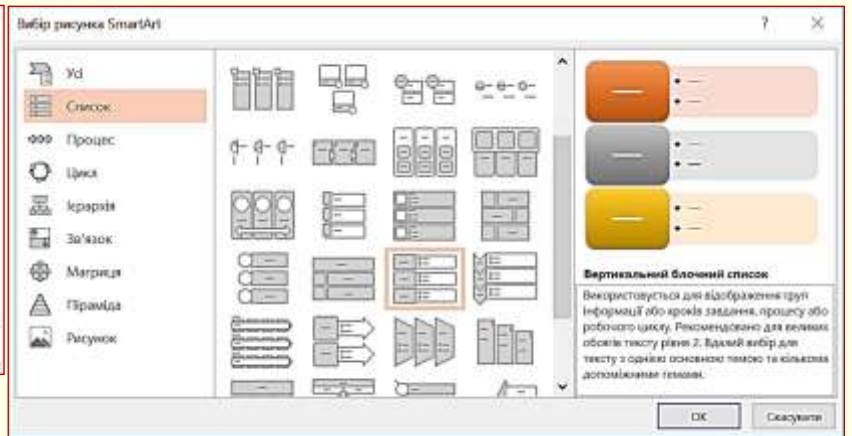 Вибір рисунка SmartArt
?
Усі
Список
Процес
Цикл
Ієрархія
Зв'язок
Матриця
Піраміда
Рисунок
Вертикальний блочний список
Використовується для відображення груп
інформації або кроків завдання, процесу або
робочого циклу. Рекомендовано для великих
обсягів тексту рівня 2. Вдалий вибір для
тексту з однією основною темою та кількома
допоміжними темами.
ОК
Скасувати